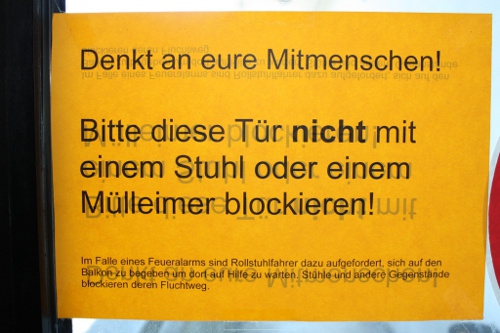 Denkt an eure Mitmenschen!
Bitte diese Tür nicht mit
einem Stuhl oder einem
Mülleimer blockieren!
Im Falle eines Feueralarms sind Rollstuhlfahrer dazu aufgefordert, sich auf den
Balkon zu begeben um dort auf Hilfe zu warten. Stühle und andere Gegenstände
blockieren deren Fluchtweg.